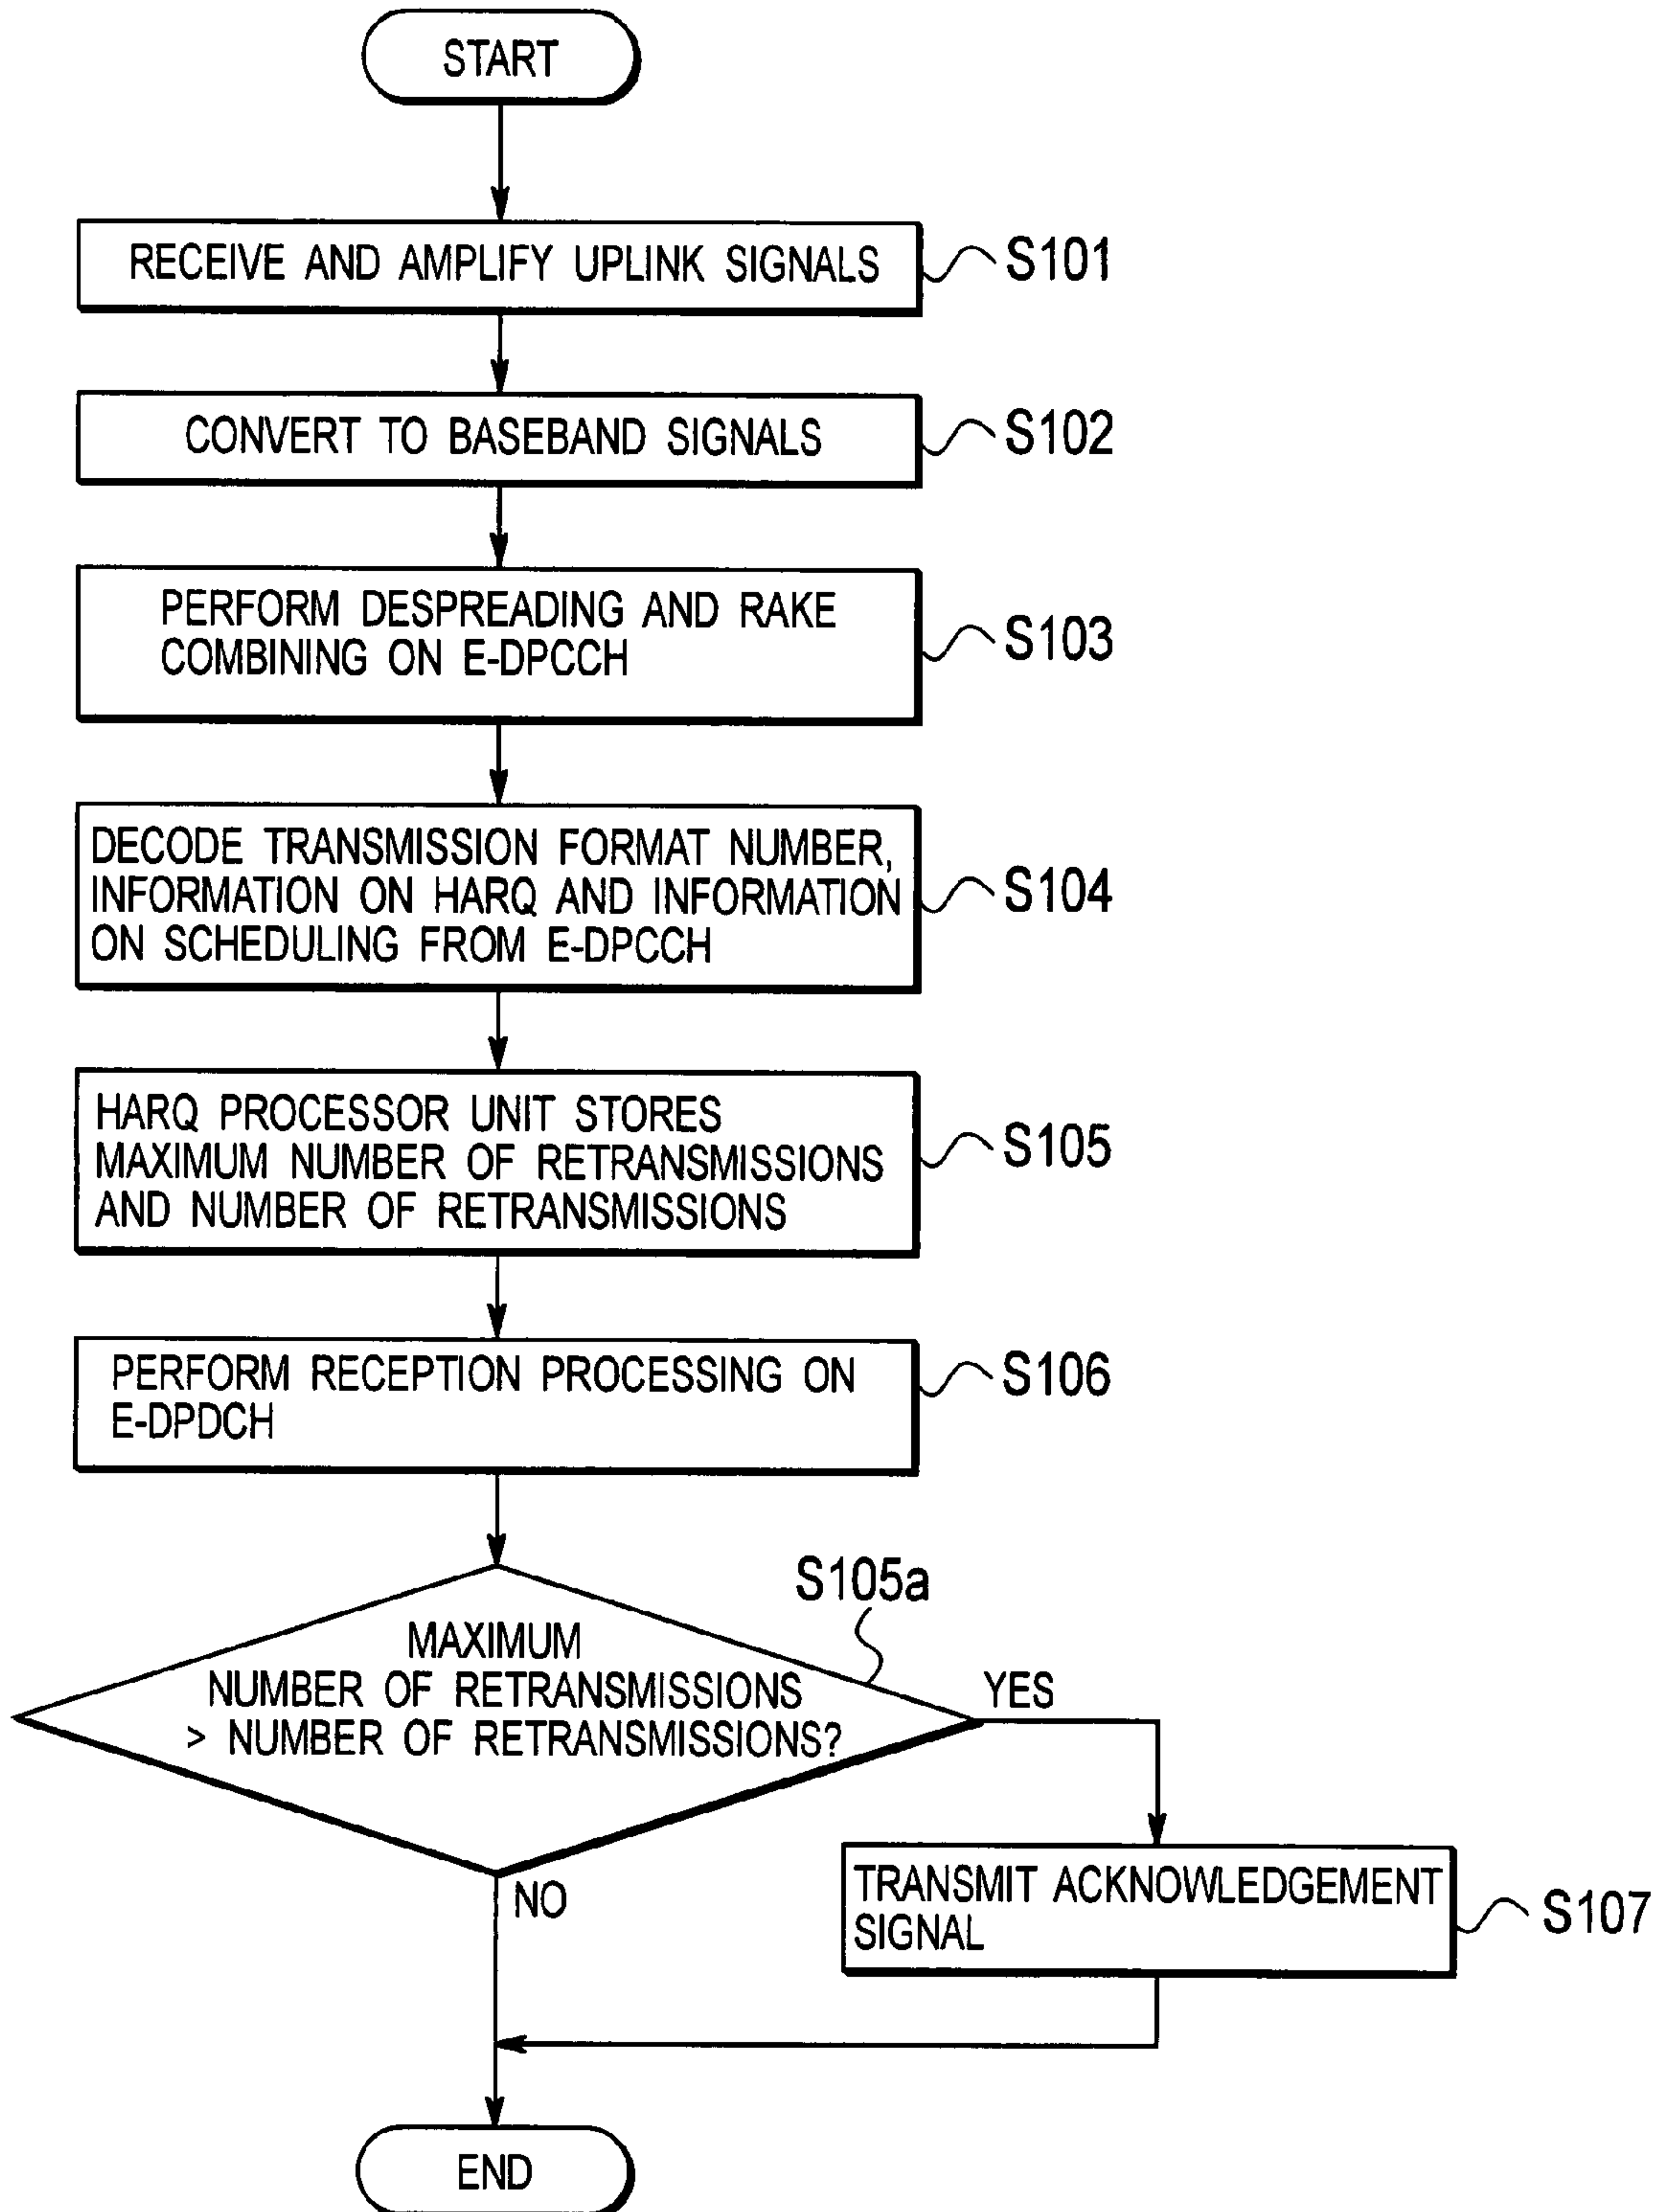 START
RECEIVE AND AMPLIFY UPLINK SIGNALS
S101
CONVERT TO BASEBAND SIGNALS
S102
PERFORM DESPREADING AND RAKE
COMBINING ON E-DPCCH
S103
DECODE TRANSMISSION FORMAT NUMBER,
INFORMATION ON HARQ AND INFORMATION
ON SCHEDULING FROM E-DPCCH
S104
HARQ PROCESSOR UNIT STORES
MAXIMUM NUMBER OF RETRANSMISSIONS
AND NUMBER OF RETRANSMISSIONS
S105
PERFORM RECEPTION PROCESSING ON
E-DPDCH
S106
S105a
MAXIMUM
NUMBER OF RETRANSMISSIONS
> NUMBER OF RETRANSMISSIONS?
YES
NO
TRANSMIT ACKNOWLEDGEMENT
SIGNAL
S107
END